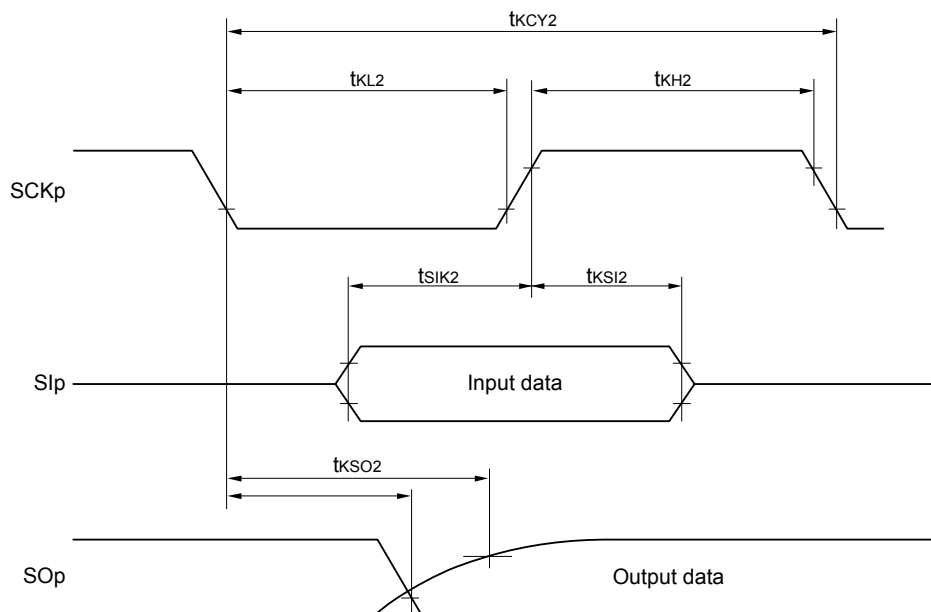 tKCY2
tKL2
tKH2
SCKp
tSIK2
tKSI2
SIp
Input data
tKSO2
SOp
Output data